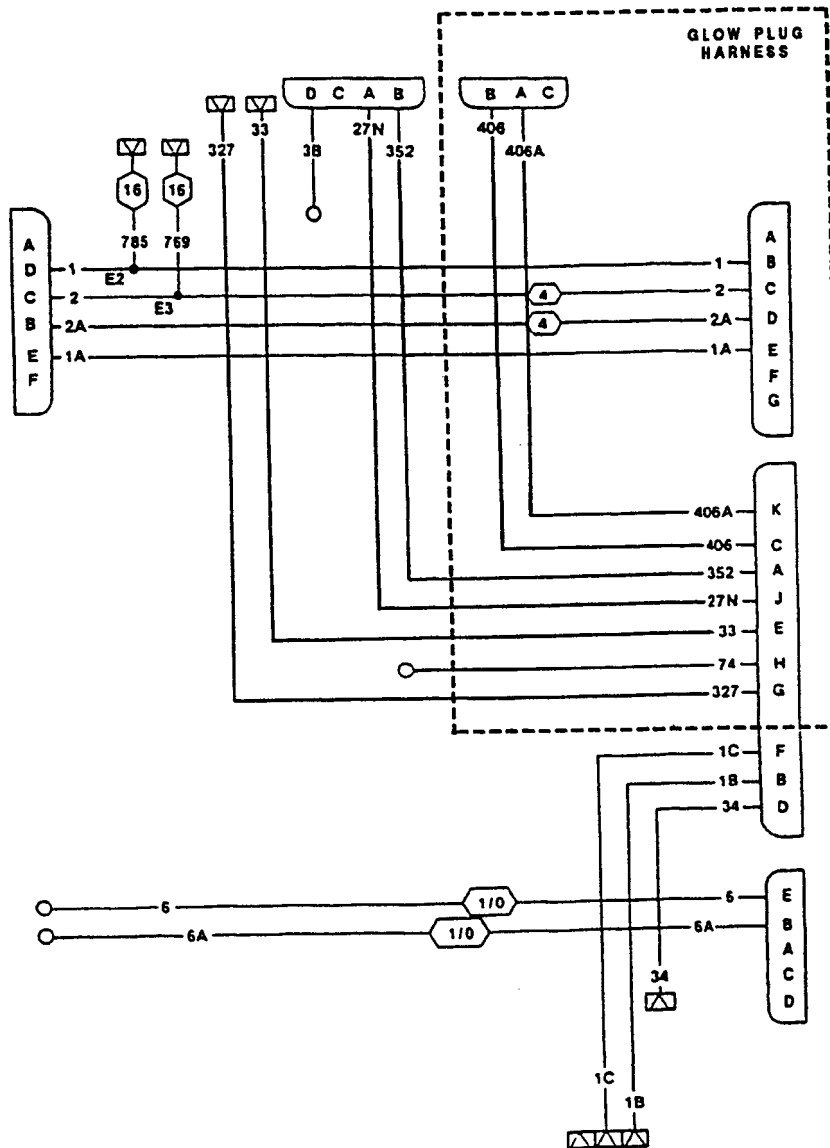 GLOW PLUG
HARNESS
D C A B
B A C
327
33
3B
27N
352
406
406A
16
16
785
769
A
D
C
B
E
F
1
2
2A
1A
E2
E3
4
4
1
2
2A
1A
A
B
C
D
E
F
G
406A
406
352
27N
33
74
327
K
C
A
J
E
H
G
1C
1B
34
F
B
D
6
6A
1/0
1/0
6
6A
E
B
A
C
D
34
1C
1B